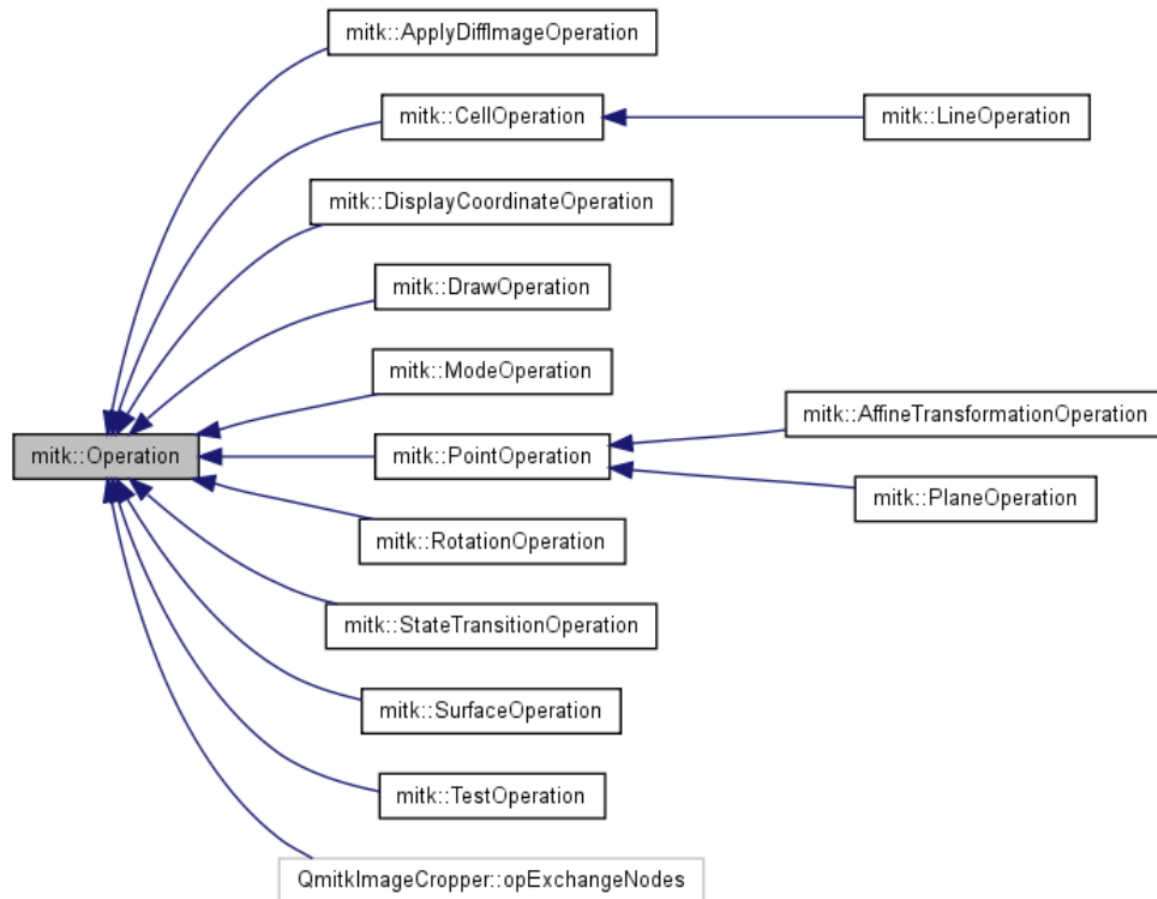 mitk::ApplyDiffImageOperation
mitk::CellOperation
mitk::LineOperation
mitk::DisplayCoordinateOperation
mitk::DrawOperation
mitk::ModeOperation
mitk::AffineTransformationOperation
mitk::Operation
mitk::PointOperation
mitk::PlaneOperation
mitk::RotationOperation
mitk::StateTransitionOperation
mitk::SurfaceOperation
mitk::TestOperation
QmitkImageCropper::opExchangeNodes